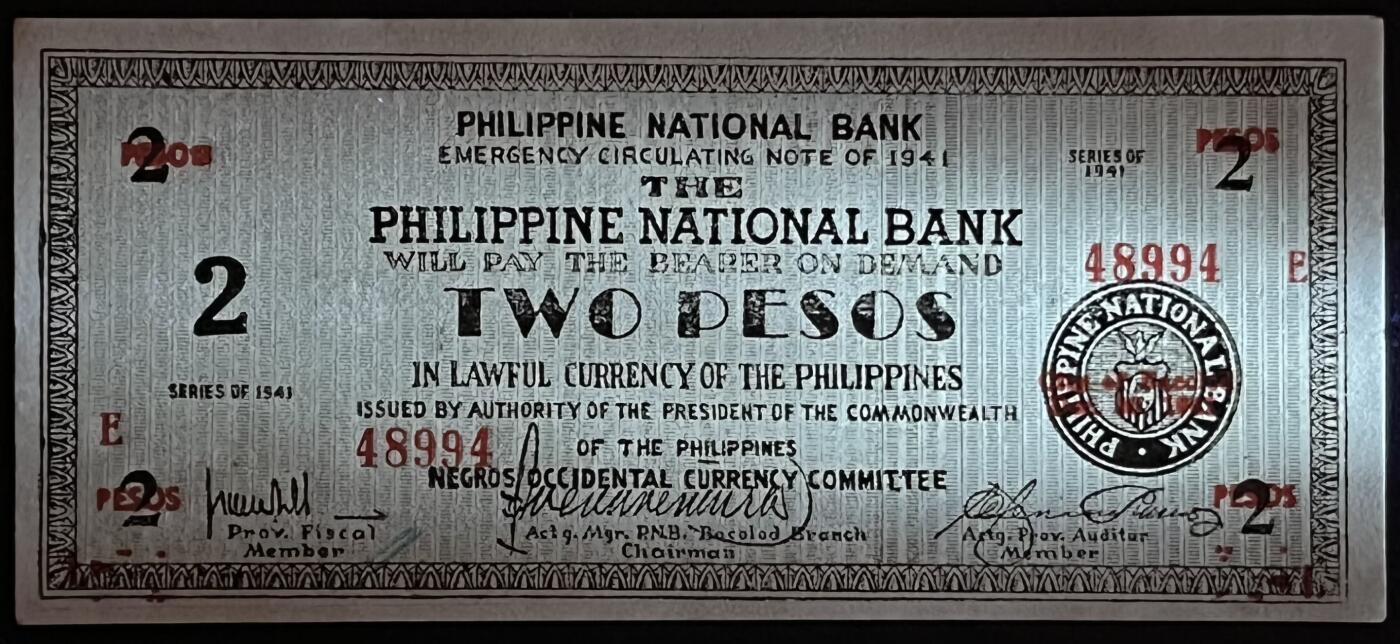 PHILIPPINE NATIONAL BANK
EMERGENCY CIRCULATING NOTE OF 1941
THE
PHILIPPINE NATIONAL BANK
WILL PAY THE BEARER ON DEMAND
TWO PESOS
IN LAWFUL CURRENCY OF THE PHILIPPINES
ISSUED BY AUTHORITY OF THE PRESIDENT OF THE COMMONWEALTH
OF THE PHILIPPINES
NEGROS OCCIDENTAL CURRENCY COMMITTEE
2
PESOS
2
SERIES OF 1941
E
48994
PESOS
2
Prov. Fiscal
Member
Actg. Mgr. P.N.B. Bacolod Branch
Chairman
SERIES OF
1941
PESOS
2
48994 E
PHILIPPINE NATIONAL BANK
PESOS
2
Actg. Prov. Auditor
Member